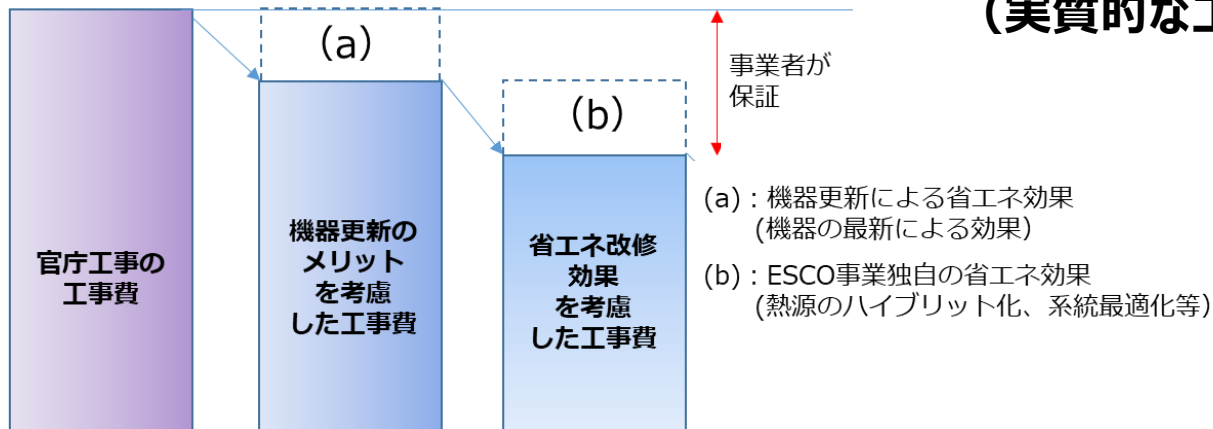 （実質的な工
(a)
事業者が
保証
(b)
官庁工事の
工事費
機器更新の
メリット
を考慮
した工事費
省エネ改修
効果
を考慮
した工事費
(a)：機器更新による省エネ効果
(機器の最新による効果）
(b)：ESCO事業独自の省エネ効果
(熱源のハイブリット化、系統最適化等）